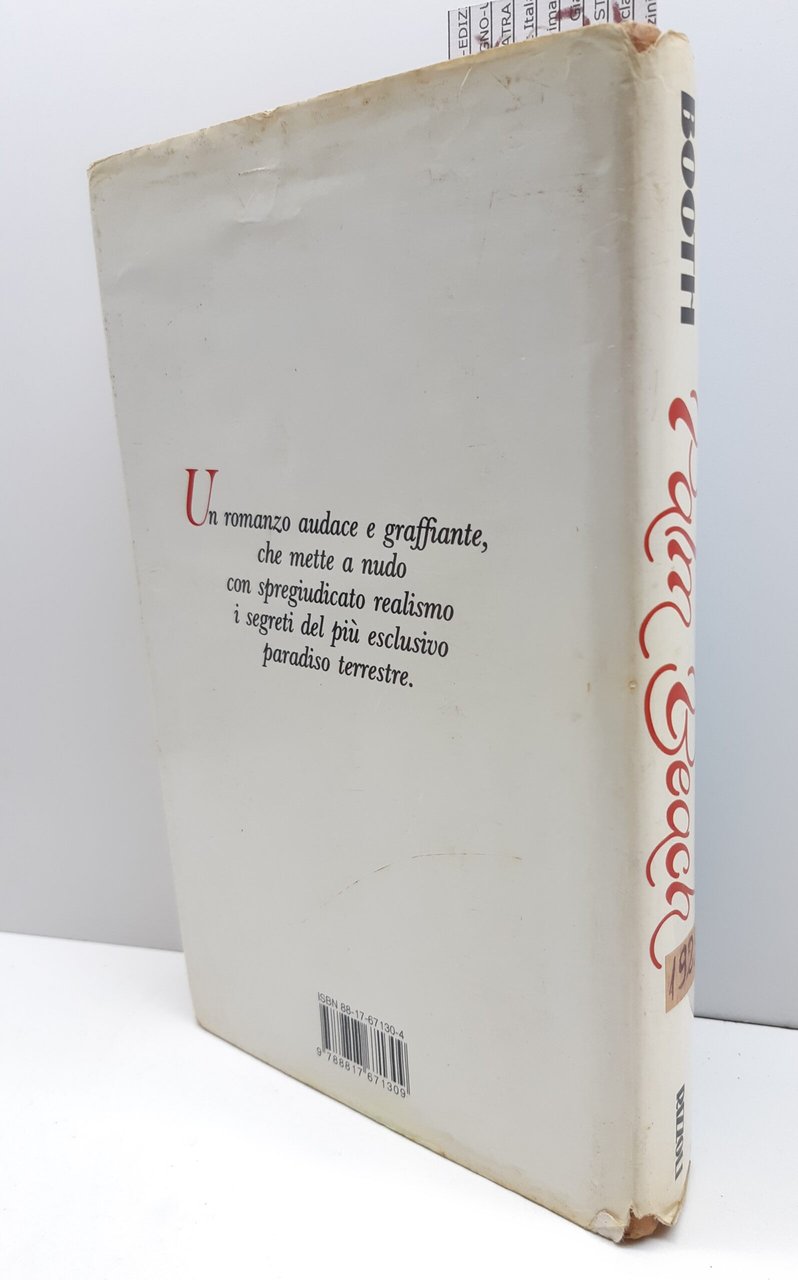 BOOTH
Palm Beach
192
RIZZOLI
Un romanzo audace e graffiante,
che mette a nudo
con spregiudicato realismo
i segreti del più esclusivo
paradiso terrestre.
ISBN 88-17-67130-4
9 788817 671309